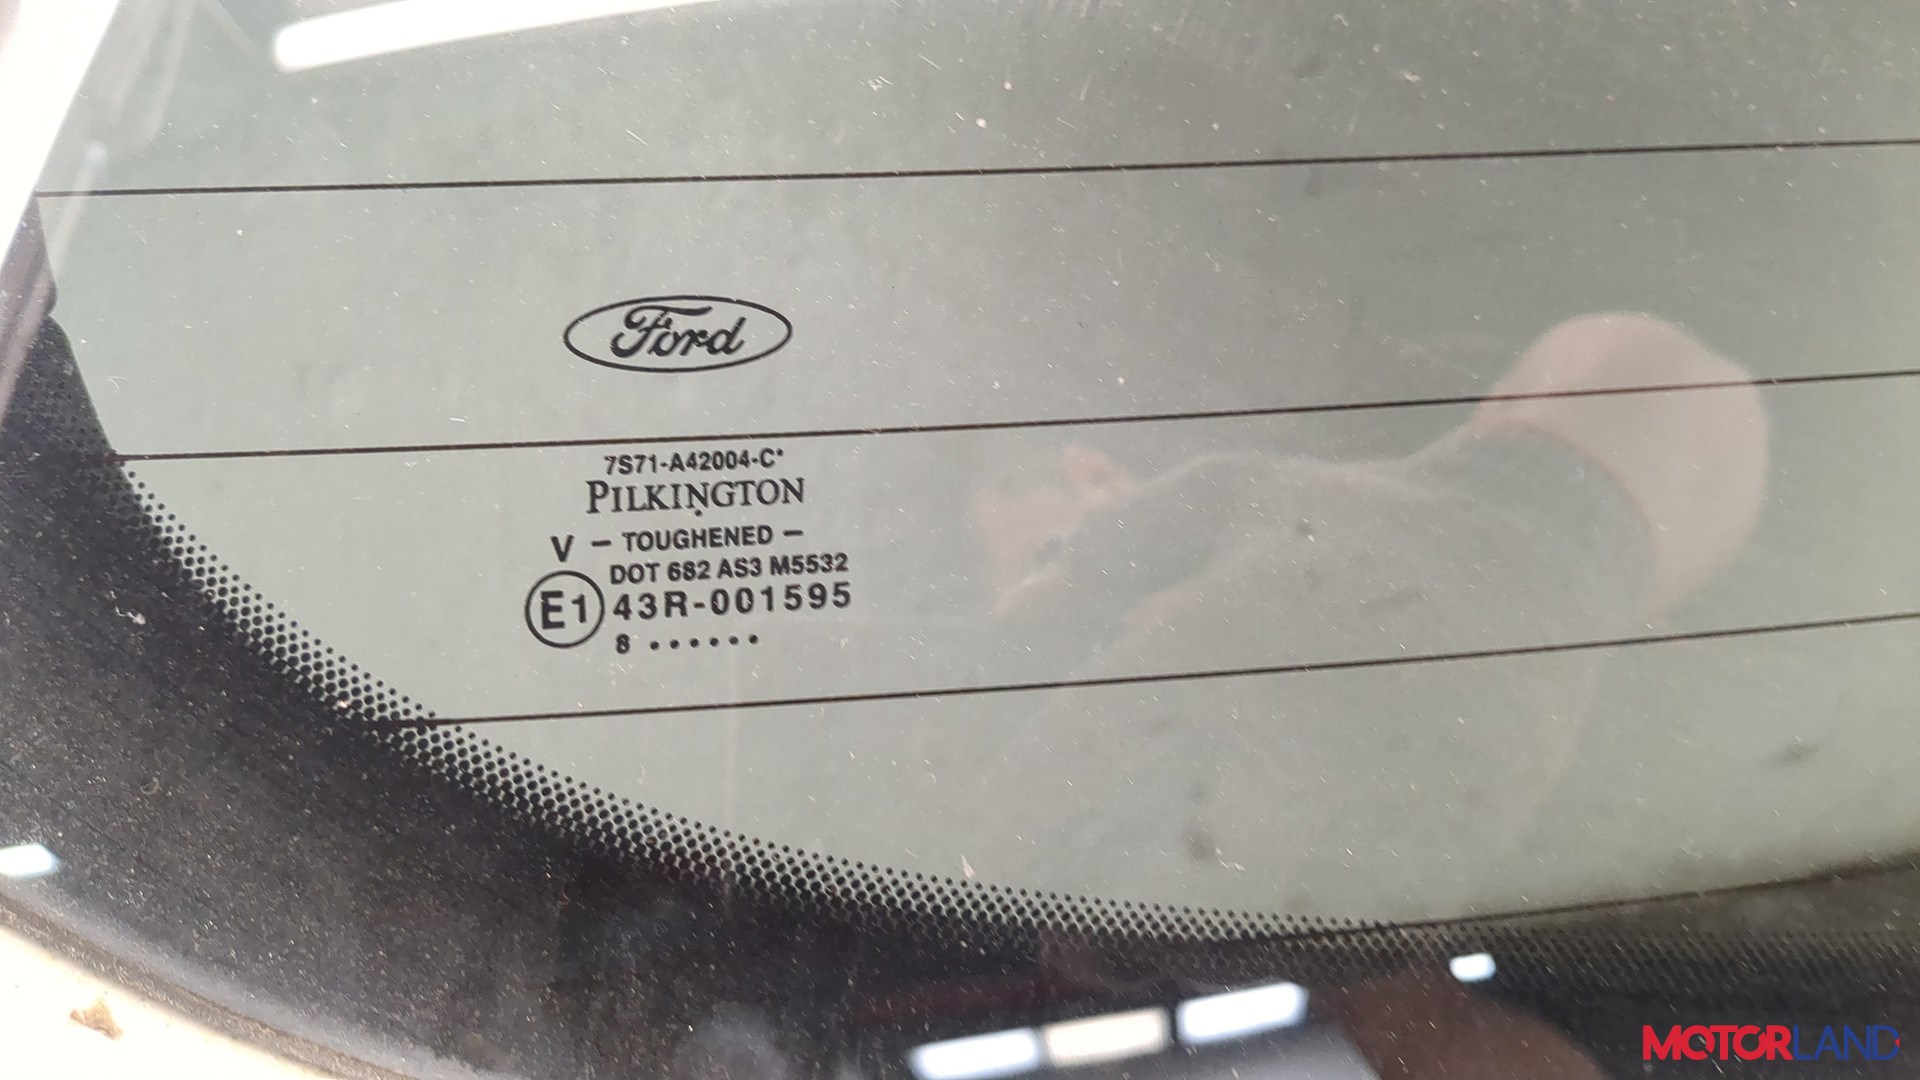 Ford
7S71-A42004-C*
PILKINGTON
V – TOUGHENED –
DOT 682 AS3 M5532
E1 43R-001595
8 ......
MOTORLAND